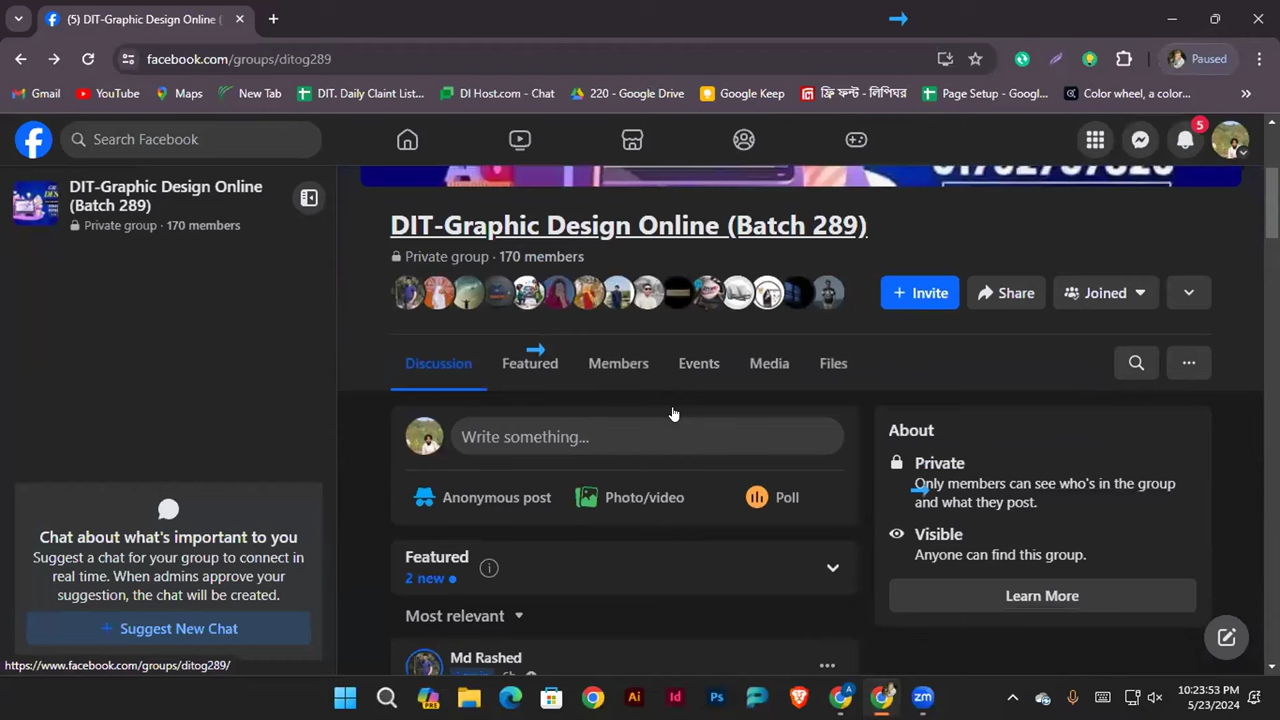 (5) DIT-Graphic Design Online (
facebook.com/groups/ditog289
Paused
Gmail
YouTube
Maps
New Tab
DIT. Daily Claint List...
DI Host.com - Chat
220 - Google Drive
Google Keep
ফ্রি ফন্ট - লিপিঘর
Page Setup - Googl...
Color wheel, a color...
Search Facebook
5
DIT-Graphic Design Online
(Batch 289)
Private group · 170 members
DIT-Graphic Design Online (Batch 289)
Private group · 170 members
+ Invite
Share
Joined
Discussion
Featured
Members
Events
Media
Files
Write something...
Anonymous post
Photo/video
Poll
Featured
2 new
Most relevant
Md Rashed
About
Private
Only members can see who's in the group
and what they post.
Visible
Anyone can find this group.
Learn More
Chat about what's important to you
Suggest a chat for your group to connect in
real time. When admins approve your
suggestion, the chat will be created.
+ Suggest New Chat
https://www.facebook.com/groups/ditog289/
PRE
Ai
Id
Ps
A
zm
10:23:53 PM
5/23/2024